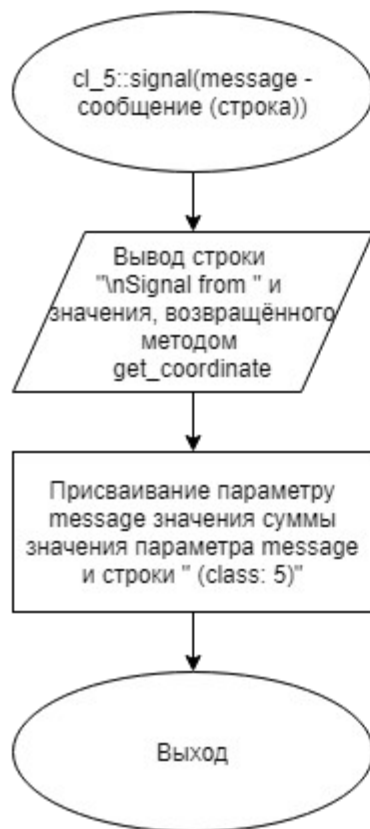 cl_5::signal(message -
сообщение (строка))
Вывод строки
"\nSignal from " и
значения, возвращённого
методом
get_coordinate
Присваивание параметру
message значения суммы
значения параметра message
и строки " (class: 5)"
Выход